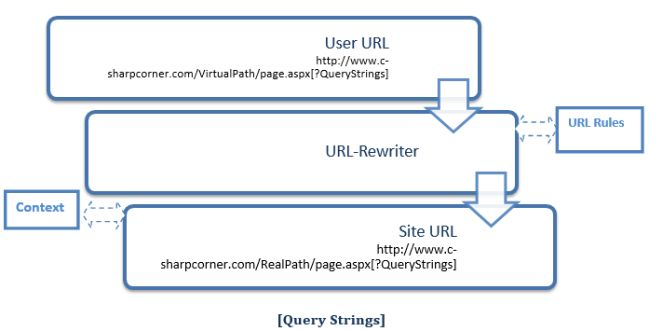 User URL
http://www.c-
sharpcorner.com/VirtualPath/page.aspx[?QueryStrings]
URL Rules
URL-Rewriter
Context
Site URL
http://www.c-
sharpcorner.com/RealPath/page.aspx[?QueryStrings]
[Query Strings]